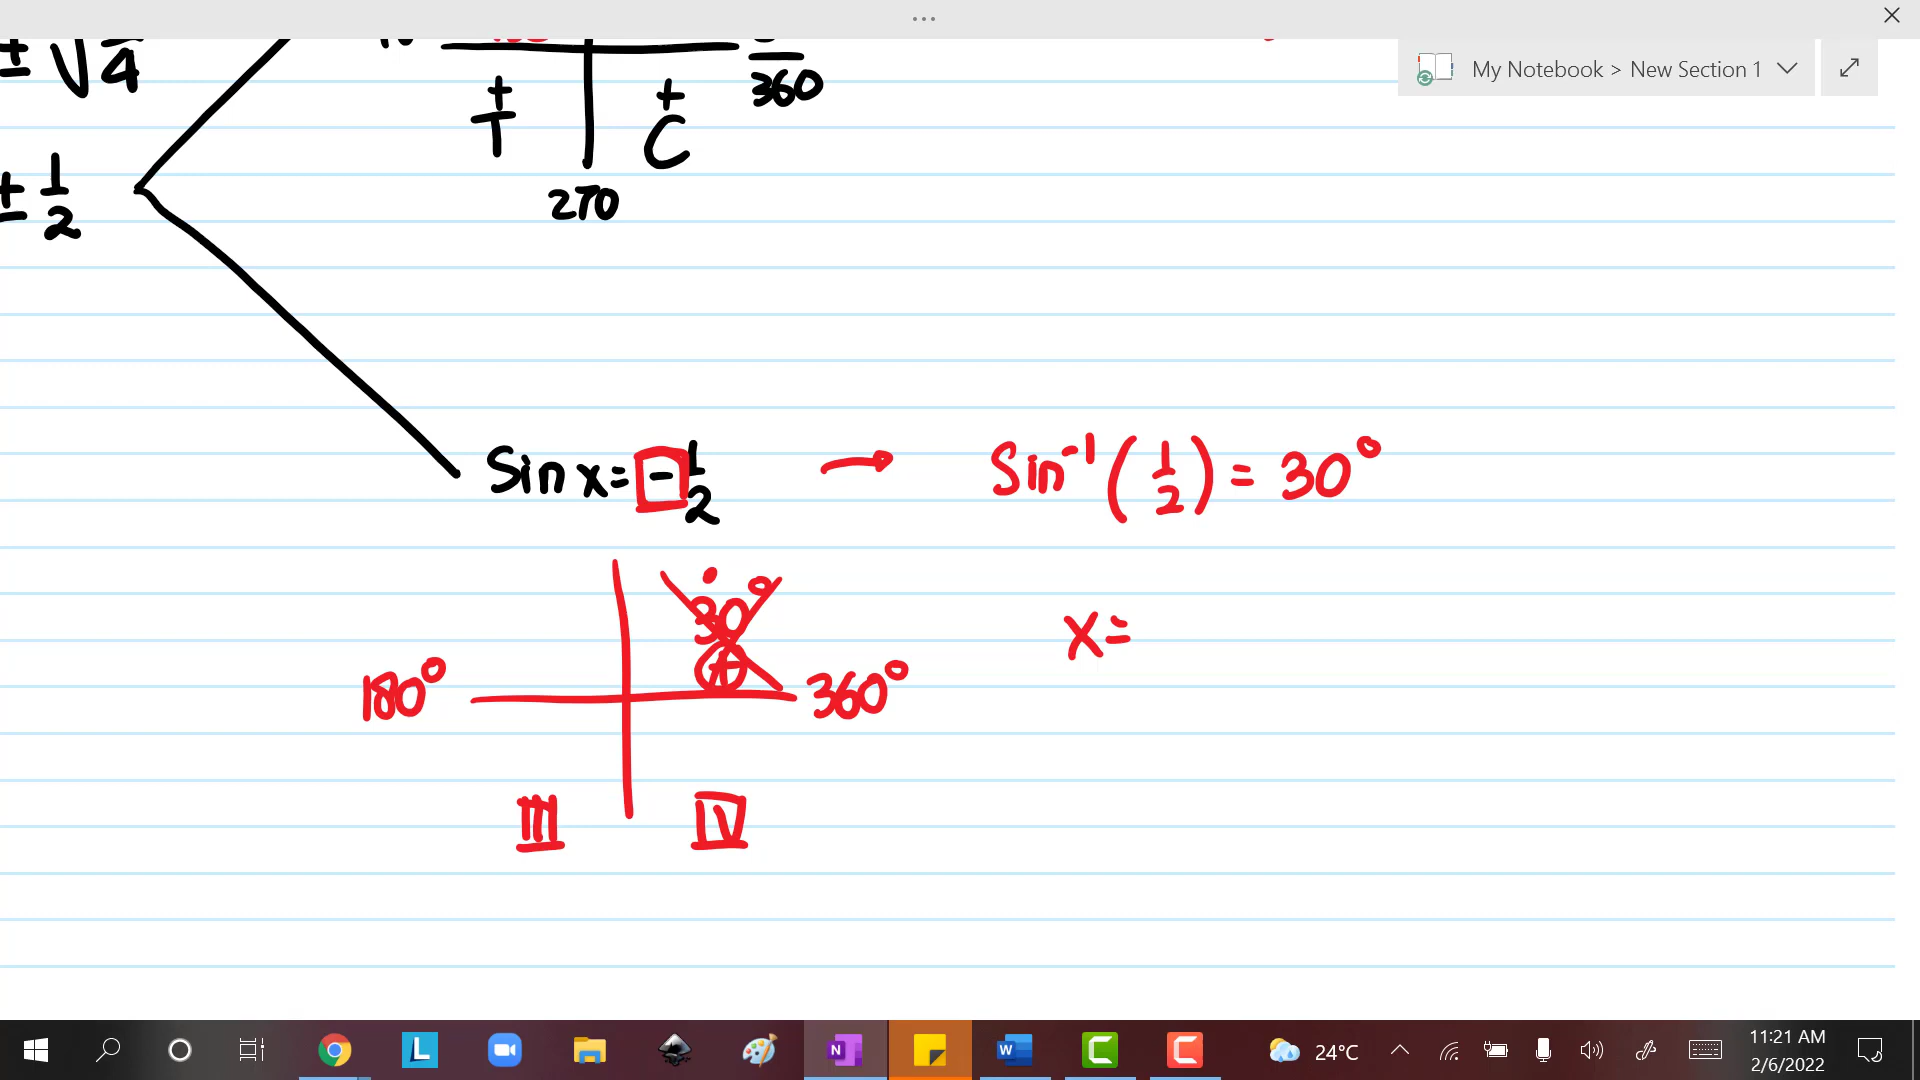 My Notebook > New Section 1
± √4
360
+ +
T C
270
± 1/2
Sin x = - 1/2 → Sin⁻¹ (1/2) = 30°
30°
+
x=
180° 360°
III IV
24°C
11:21 AM
2/6/2022